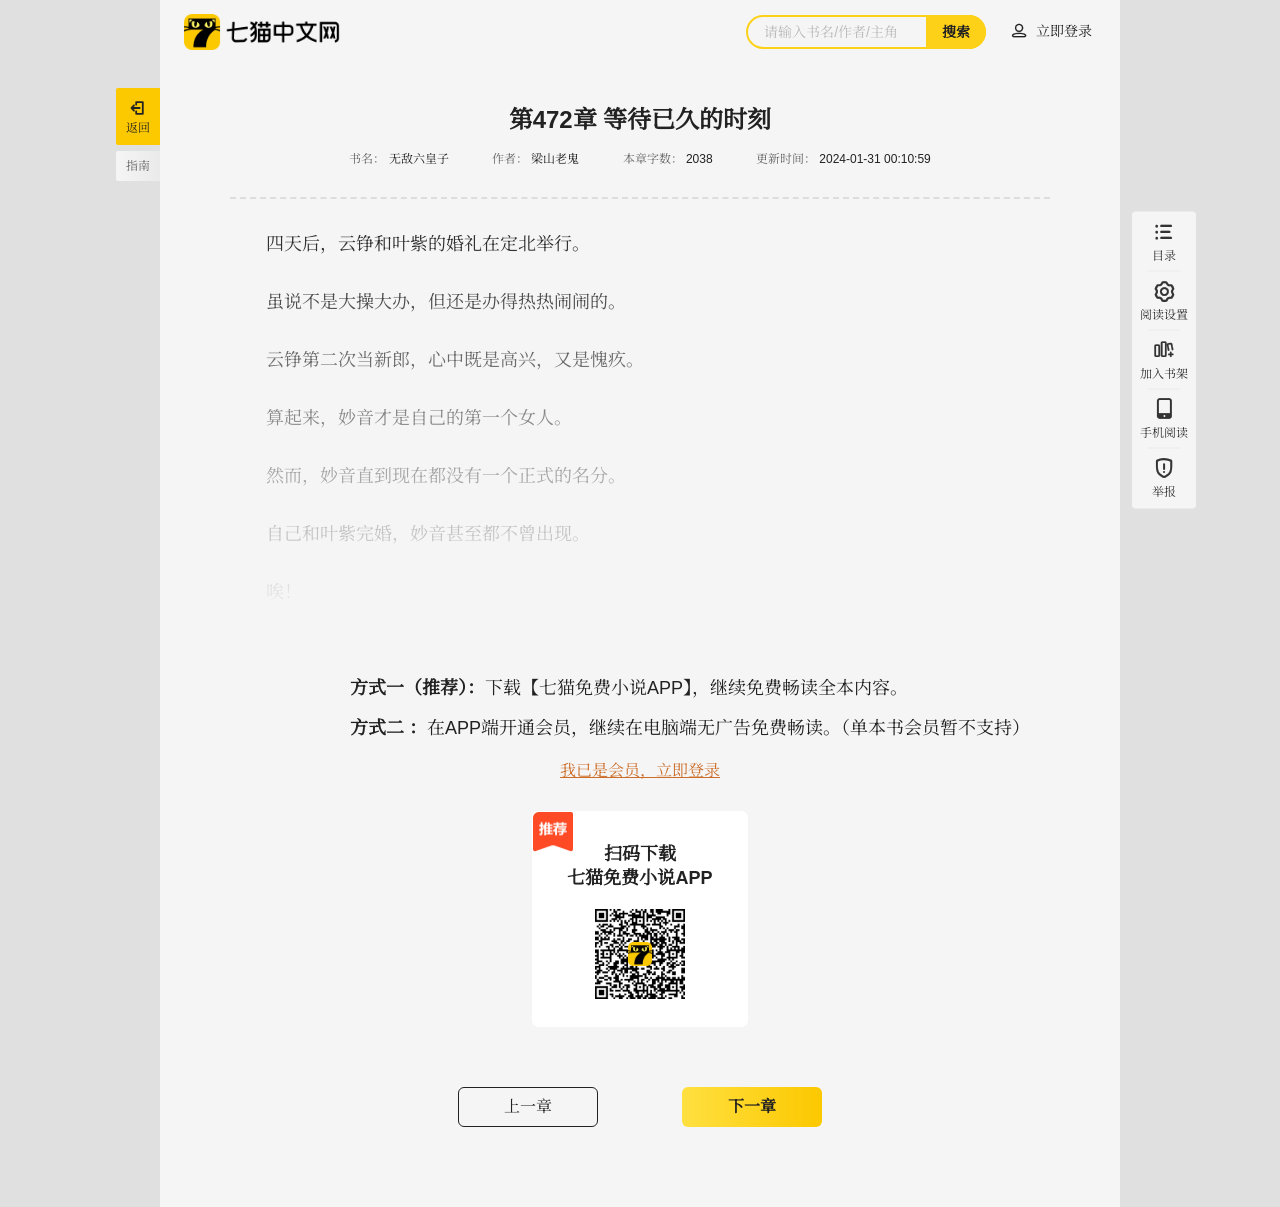 七猫中文网
请输入书名/作者/主角
搜索
立即登录
返回
指南
第472章 等待已久的时刻
书名： 无敌六皇子 作者： 梁山老鬼 本章字数： 2038 更新时间： 2024-01-31 00:10:59
四天后，云铮和叶紫的婚礼在定北举行。
虽说不是大操大办，但还是办得热热闹闹的。
云铮第二次当新郎，心中既是高兴，又是愧疚。
算起来，妙音才是自己的第一个女人。
然而，妙音直到现在都没有一个正式的名分。
自己和叶紫完婚，妙音甚至都不曾出现。
唉！
目录
阅读设置
加入书架
手机阅读
举报
方式一（推荐）：下载【七猫免费小说APP】，继续免费畅读全本内容。
方式二 ：在APP端开通会员，继续在电脑端无广告免费畅读。（单本书会员暂不支持）
我已是会员，立即登录
推荐
扫码下载
七猫免费小说APP
上一章
下一章